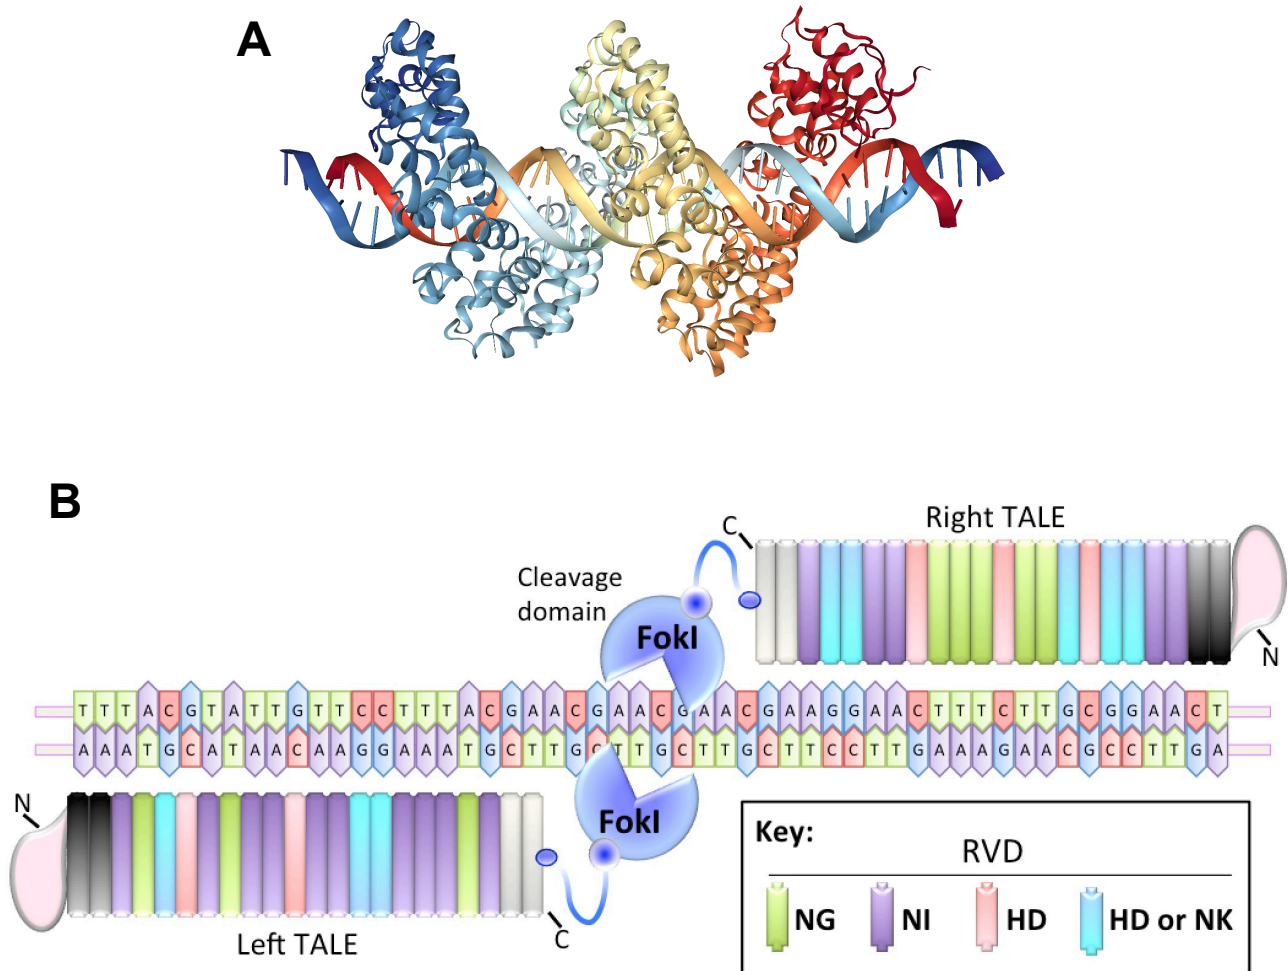 A
B
Right TALE
C
N
Cleavage
domain
FokI
TTTACGTATTGTTCCTTTACGAACGAACGAACGAAGGAACTTTCTTGCGGAACT
AAATGCATAACAAGGAAATGCTTGCTTGCTTGCTTCCTTGAAAGAACGCCTTGA
N
FokI
C
Left TALE
Key:
RVD
NG NI HD HD or NK